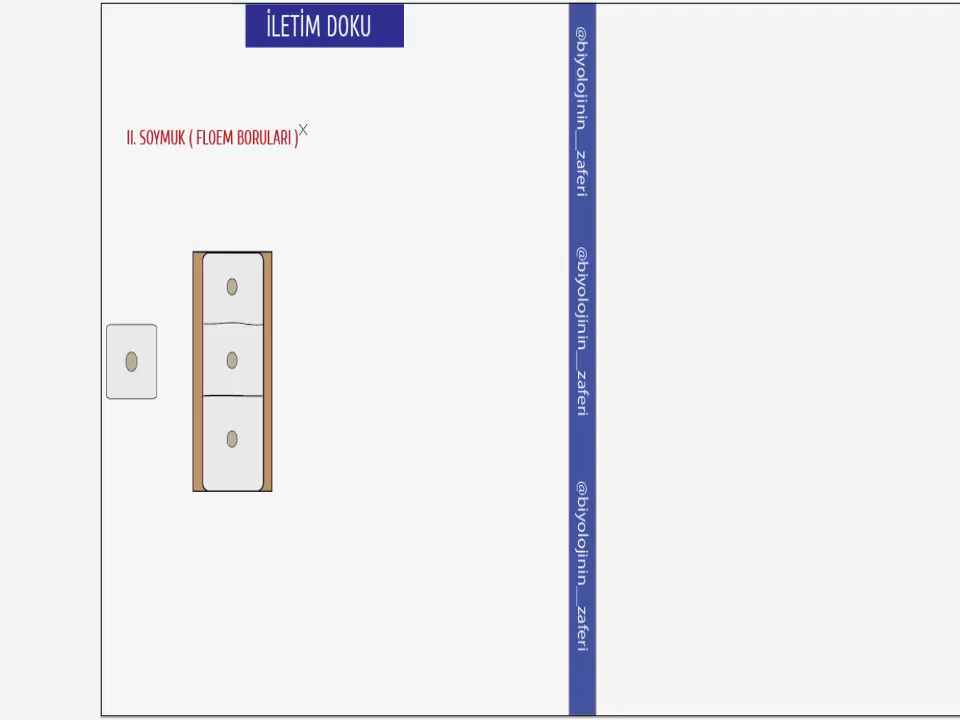 İLETİM DOKU
II. SOYMUK ( FLOEM BORULARI )
@biyolojinin__zaferi
@biyolojinin__zaferi
@biyolojinin__zaferi